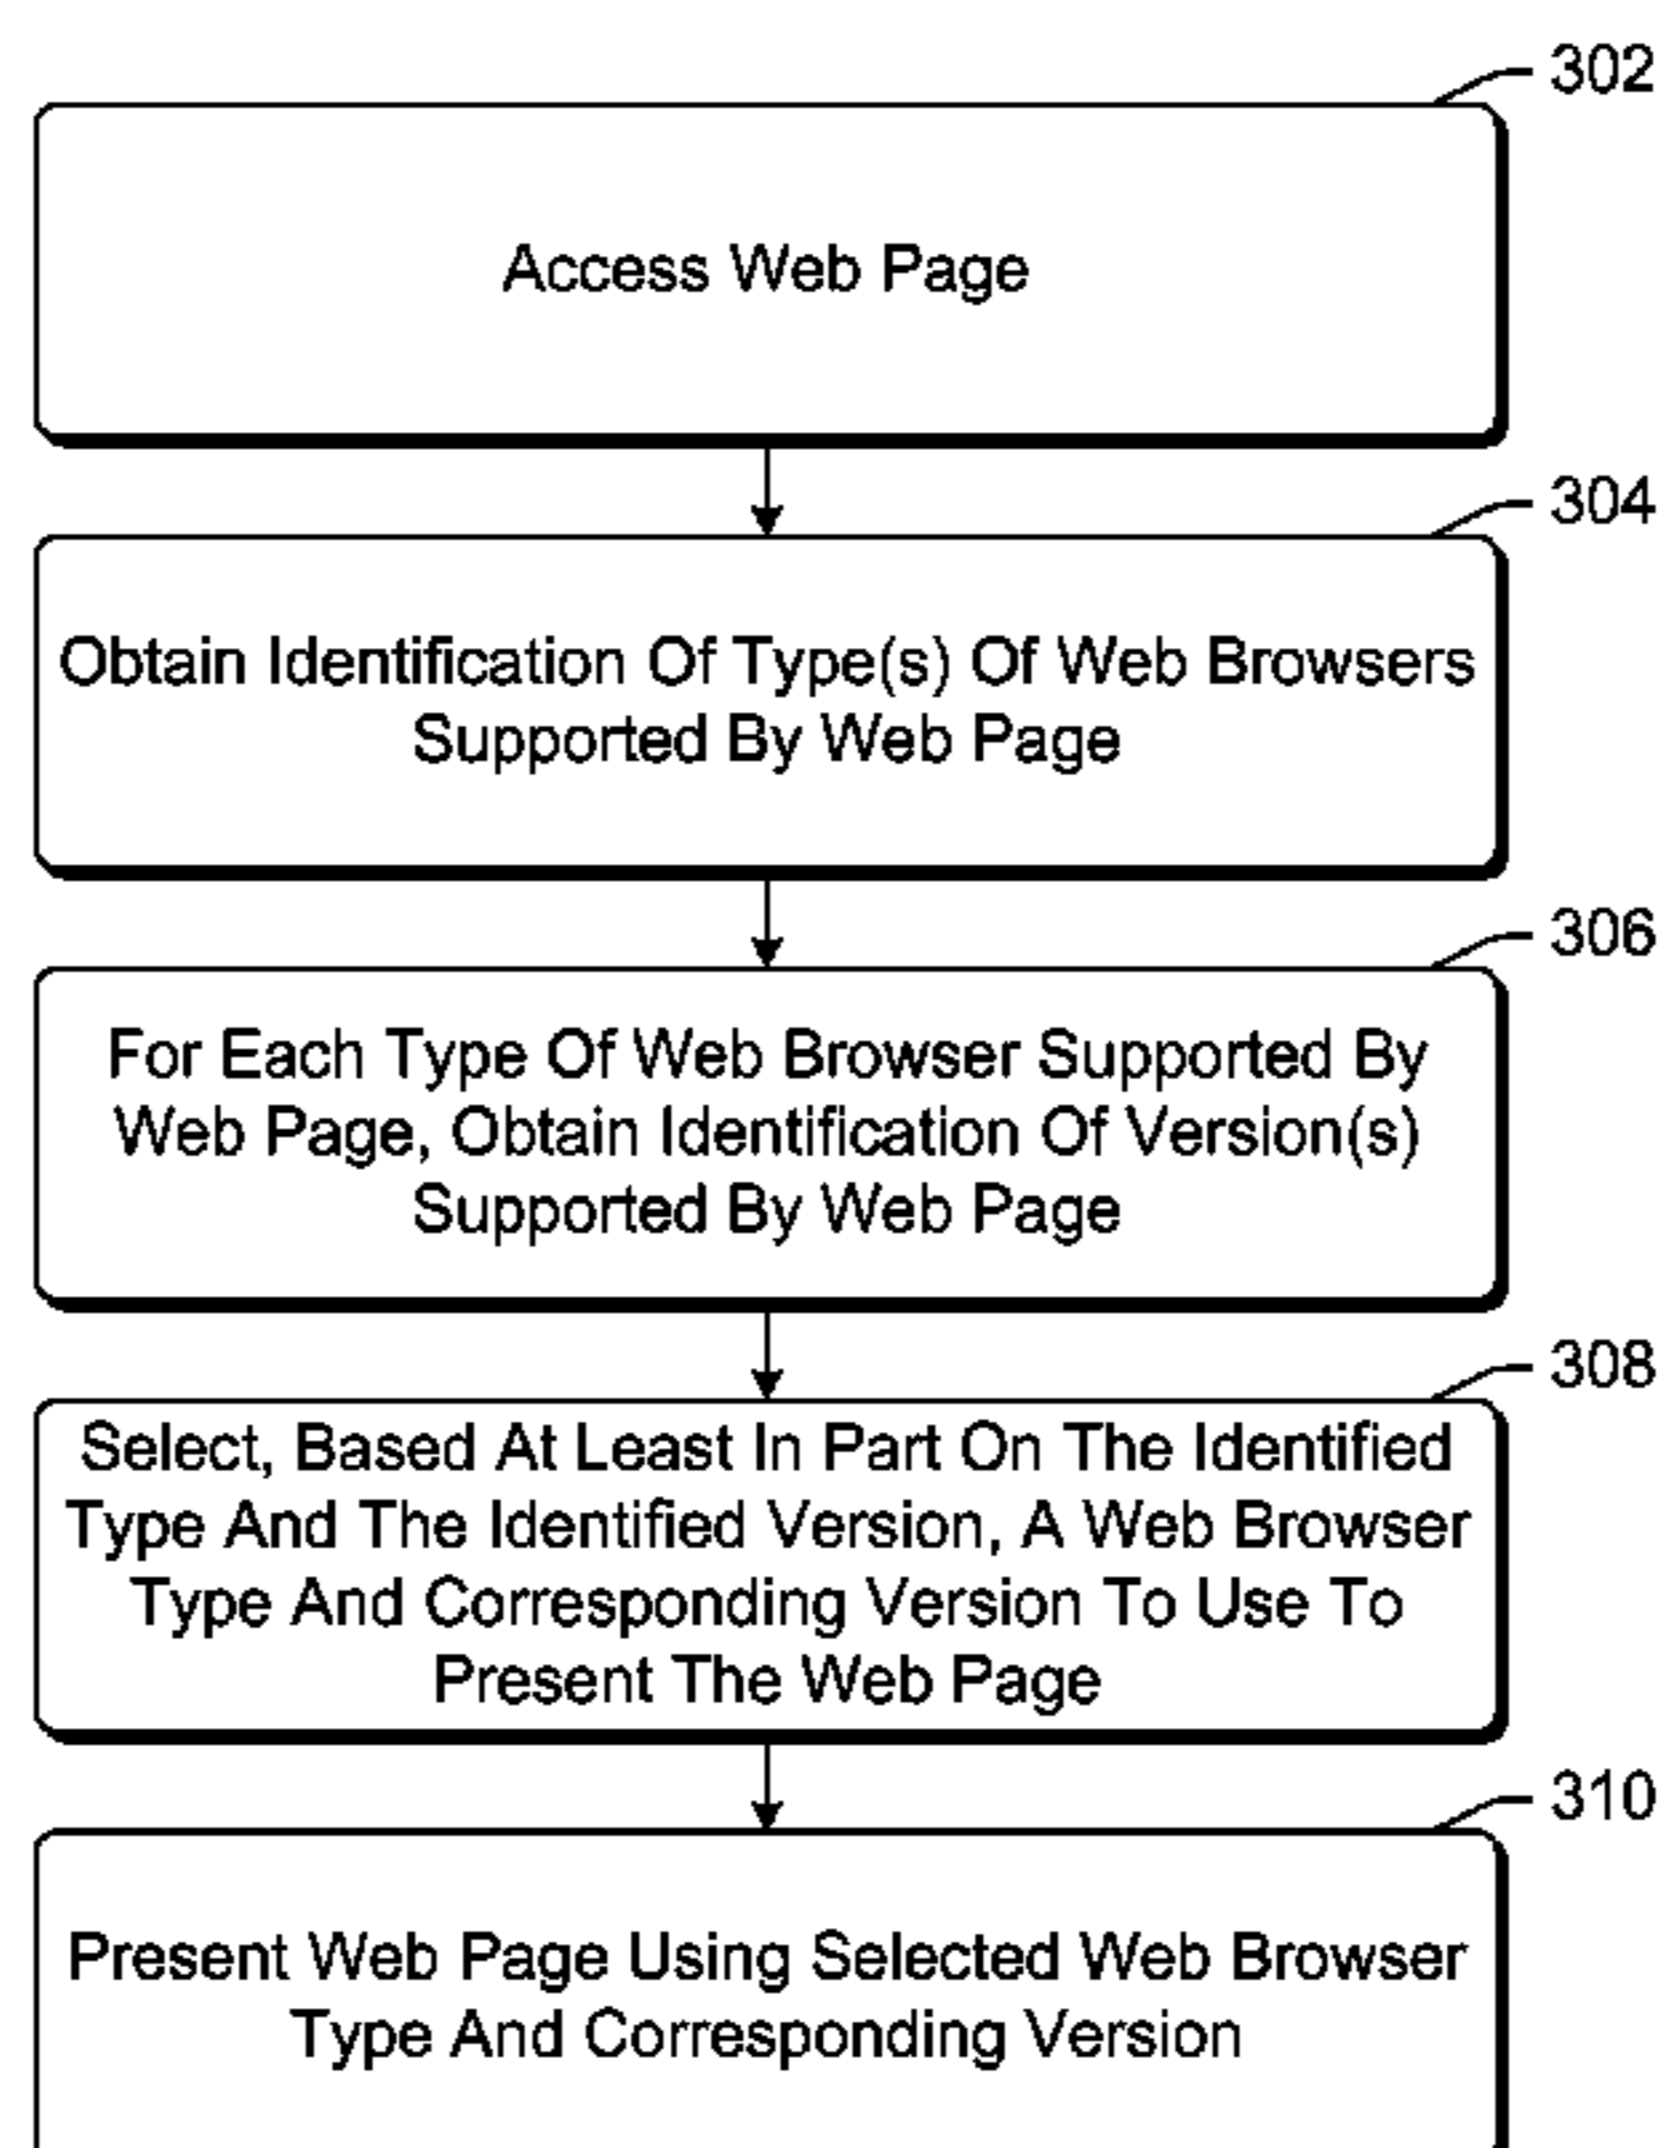 302
Access Web Page
304
Obtain Identification Of Type(s) Of Web Browsers
Supported By Web Page
306
For Each Type Of Web Browser Supported By
Web Page, Obtain Identification Of Version(s)
Supported By Web Page
308
Select, Based At Least In Part On The Identified
Type And The Identified Version, A Web Browser
Type And Corresponding Version To Use To
Present The Web Page
310
Present Web Page Using Selected Web Browser
Type And Corresponding Version